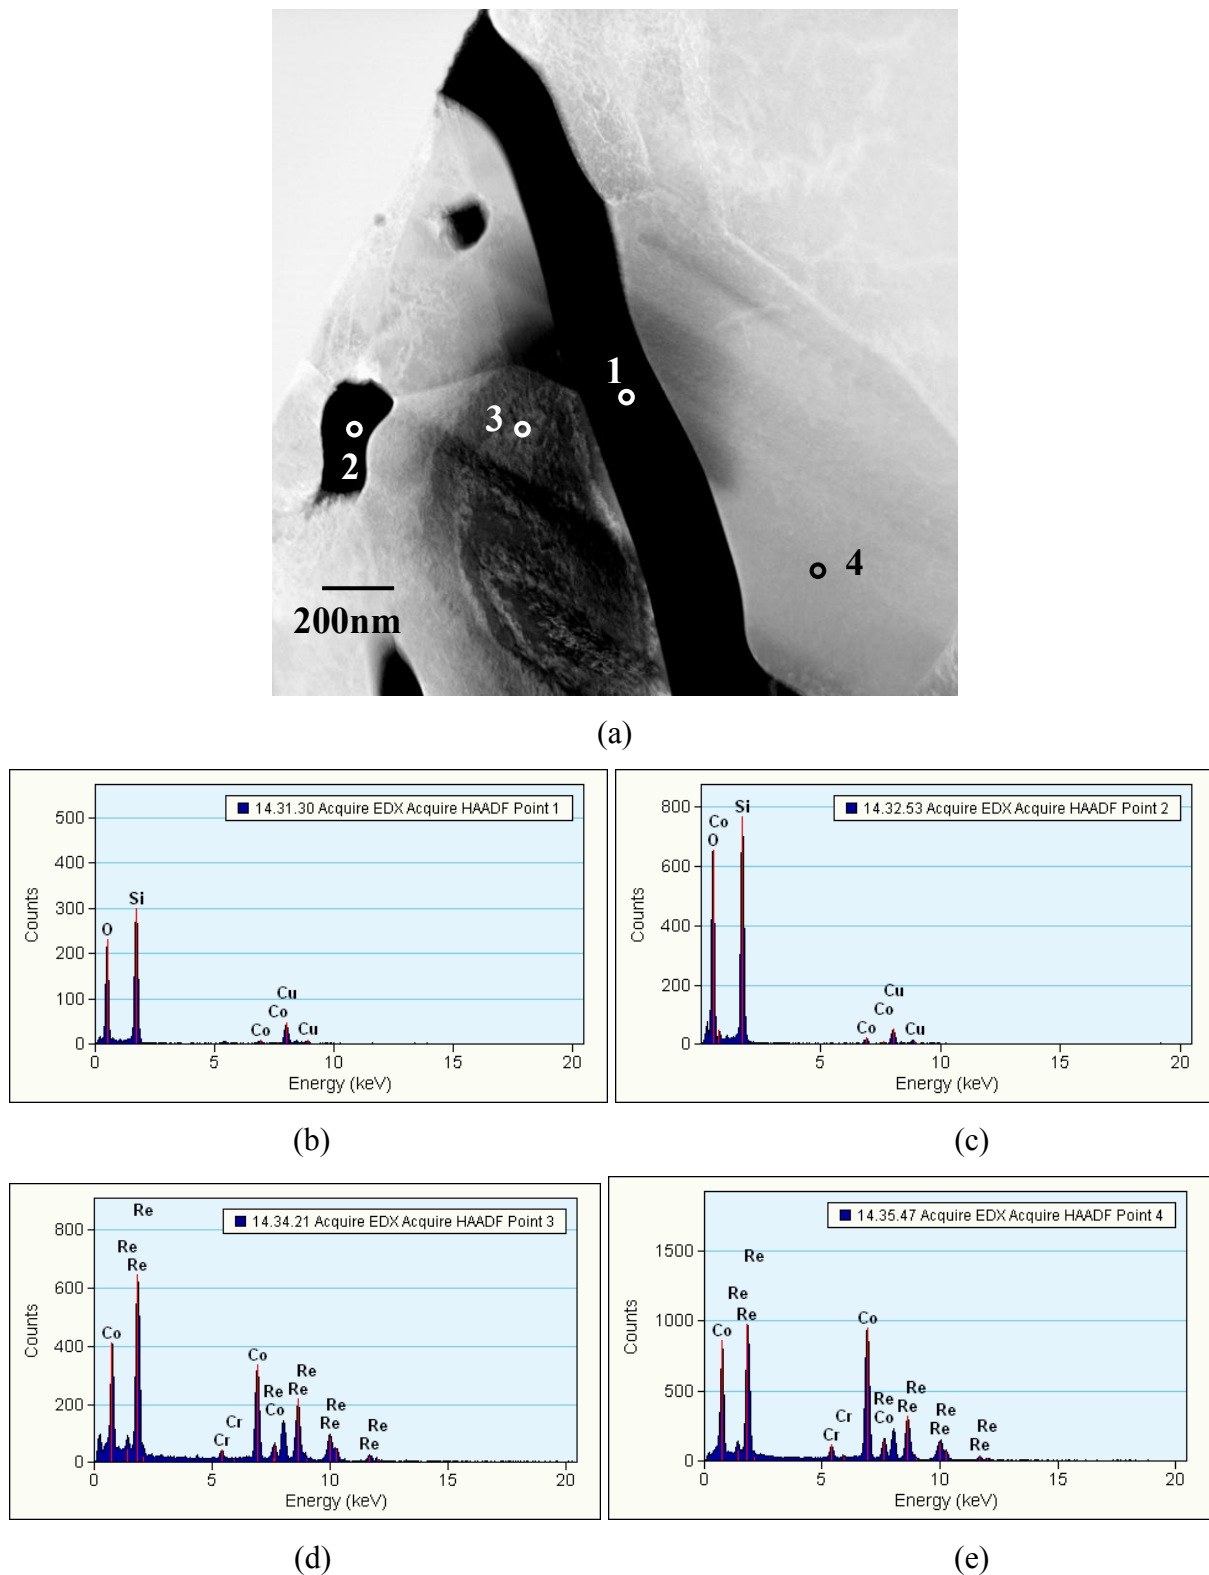 1
3
2
4
200nm
(a)
14.31.30 Acquire EDX Acquire HAADF Point 1
500
400
300
200
100
0
Counts
O
Si
Co
Co
Cu
Cu
0
5
10
15
20
Energy (keV)
(b)
14.32.53 Acquire EDX Acquire HAADF Point 2
800
600
400
200
0
Counts
Co
O
Si
Co
Co
Cu
Cu
5
10
15
20
Energy (keV)
(c)
14.34.21 Acquire EDX Acquire HAADF Point 3
800
600
400
200
0
Counts
Re
Re
Re
Co
Cr
Cr
Co
Re
Co
Re
Re
Re
Re
Re
Re
0
5
10
15
20
Energy (keV)
(d)
14.35.47 Acquire EDX Acquire HAADF Point 4
1500
1000
500
0
Counts
Re
Re
Re
Co
Cr
Cr
Co
Re
Co
Re
Re
Re
Re
Re
Re
0
5
10
15
20
Energy (keV)
(e)